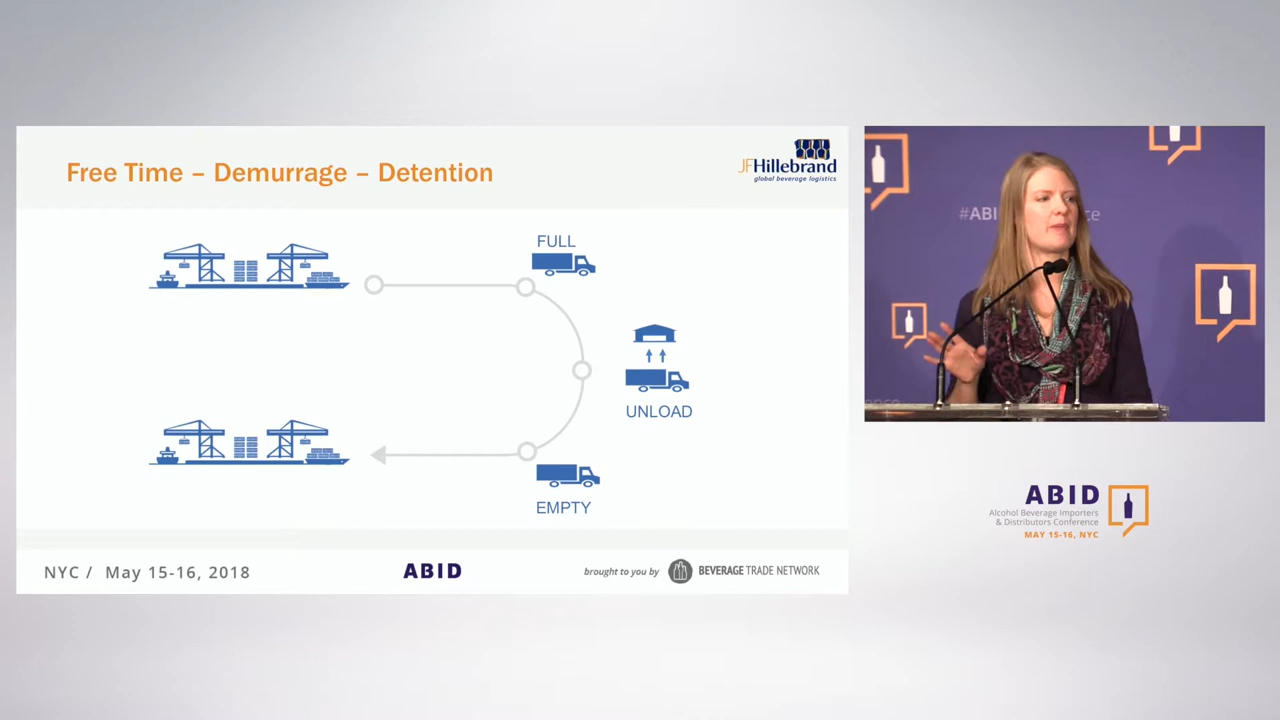 Free Time – Demurrage – Detention
JFHillebrand
global beverage logistics
FULL
UNLOAD
EMPTY
NYC / May 15-16, 2018
ABID
brought to you by
BEVERAGE TRADE NETWORK
#ABI
ce
ABID
Alcohol Beverage Importers
& Distributors Conference
MAY 15-16, NYC